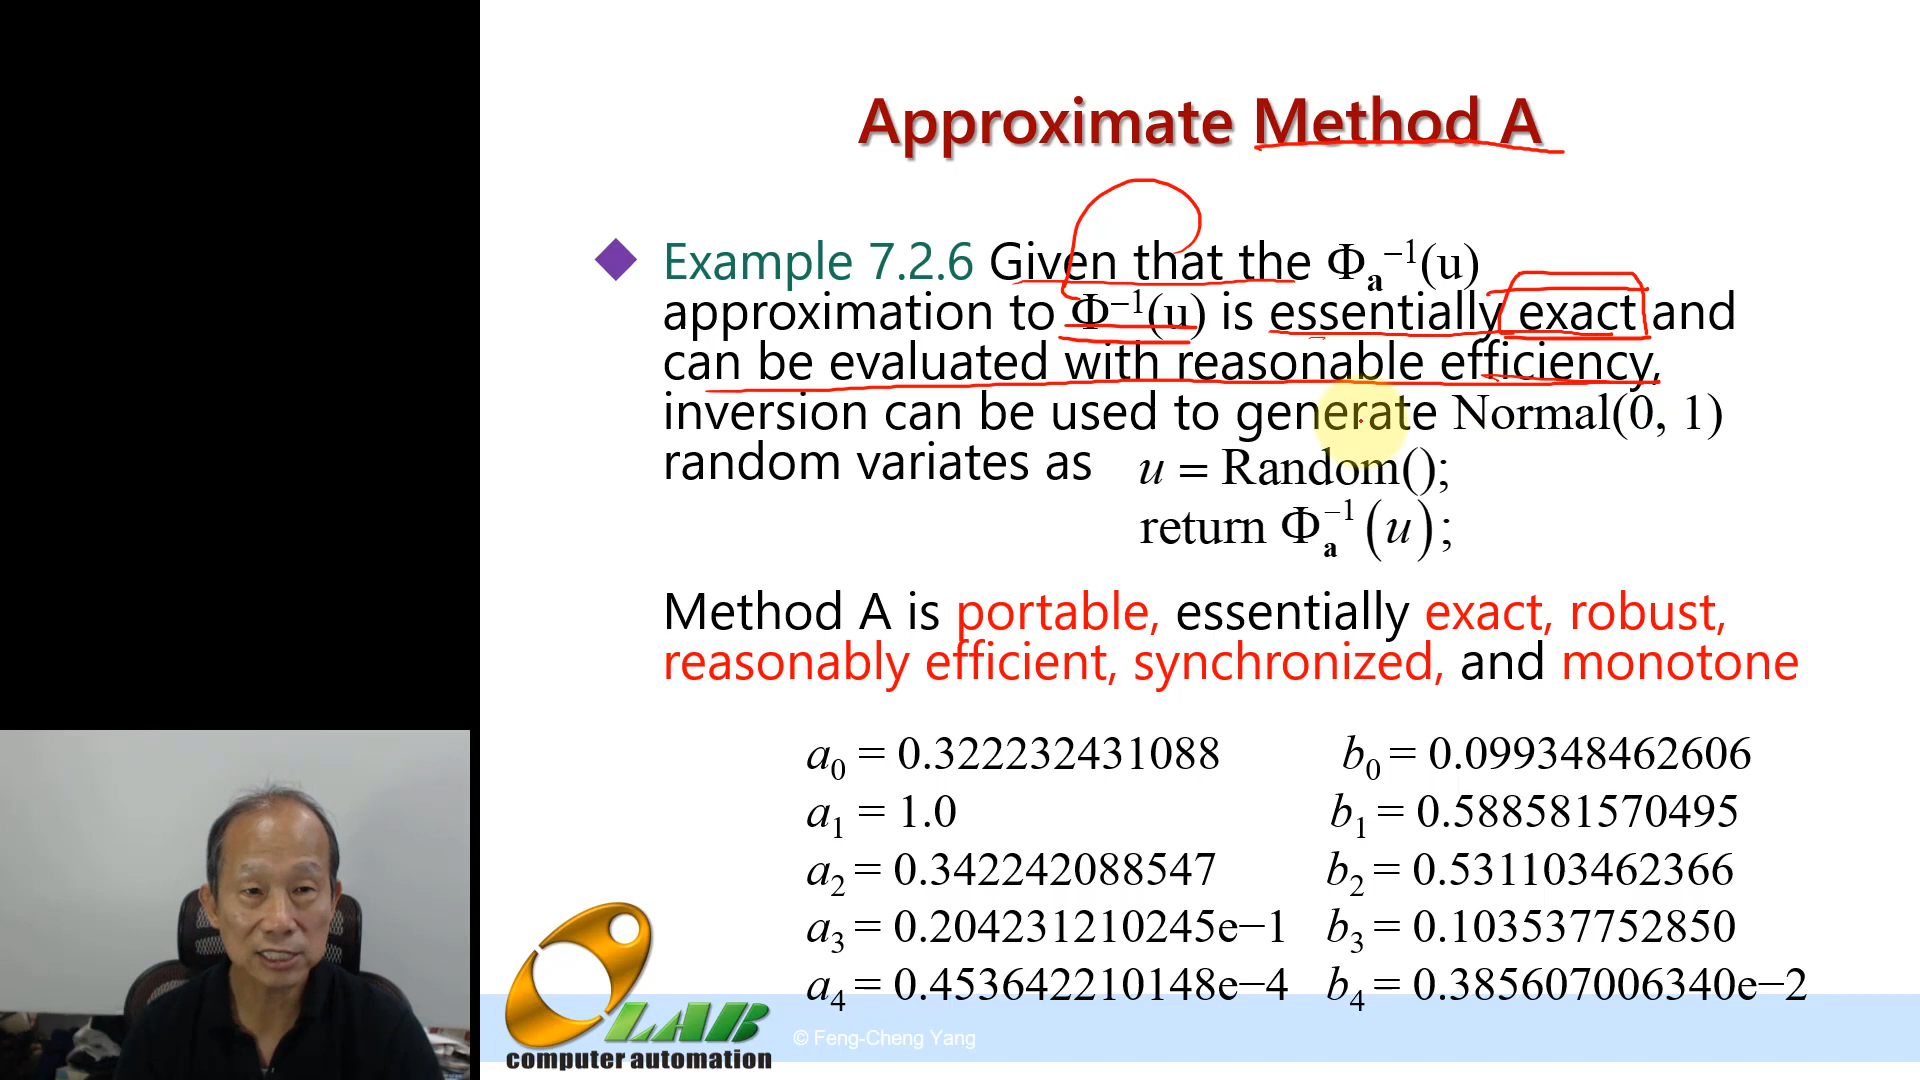 Approximate Method A
Example 7.2.6 Given that the Φₐ⁻¹(u)
approximation to Φ⁻¹(u) is essentially exact and
can be evaluated with reasonable efficiency,
inversion can be used to generate Normal(0, 1)
random variates as u = Random();
return Φₐ⁻¹(u);
Method A is portable, essentially exact, robust,
reasonably efficient, synchronized, and monotone
a₀ = 0.322232431088 b₀ = 0.099348462606
a₁ = 1.0 b₁ = 0.588581570495
a₂ = 0.342242088547 b₂ = 0.531103462366
a₃ = 0.204231210245e−1 b₃ = 0.103537752850
a₄ = 0.453642210148e−4 b₄ = 0.385607006340e−2
LAB
computer automation
© Feng-Cheng Yang